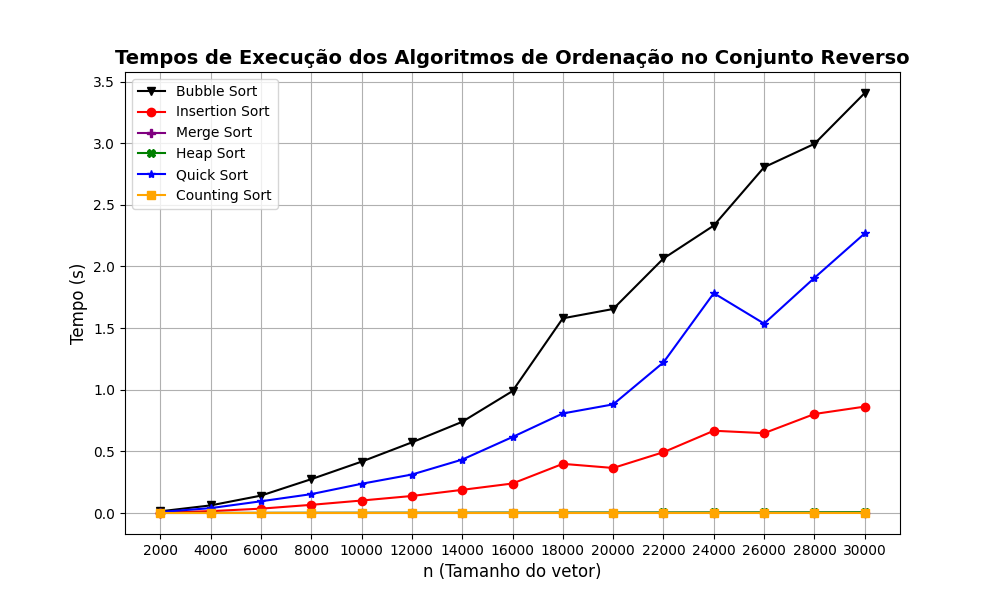 Tempos de Execução dos Algoritmos de Ordenação no Conjunto Reverso
Bubble Sort
Insertion Sort
Merge Sort
Heap Sort
Quick Sort
Counting Sort
3.5
3.0
2.5
2.0
1.5
1.0
0.5
0.0
Tempo (s)
2000 4000 6000 8000 10000 12000 14000 16000 18000 20000 22000 24000 26000 28000 30000
n (Tamanho do vetor)